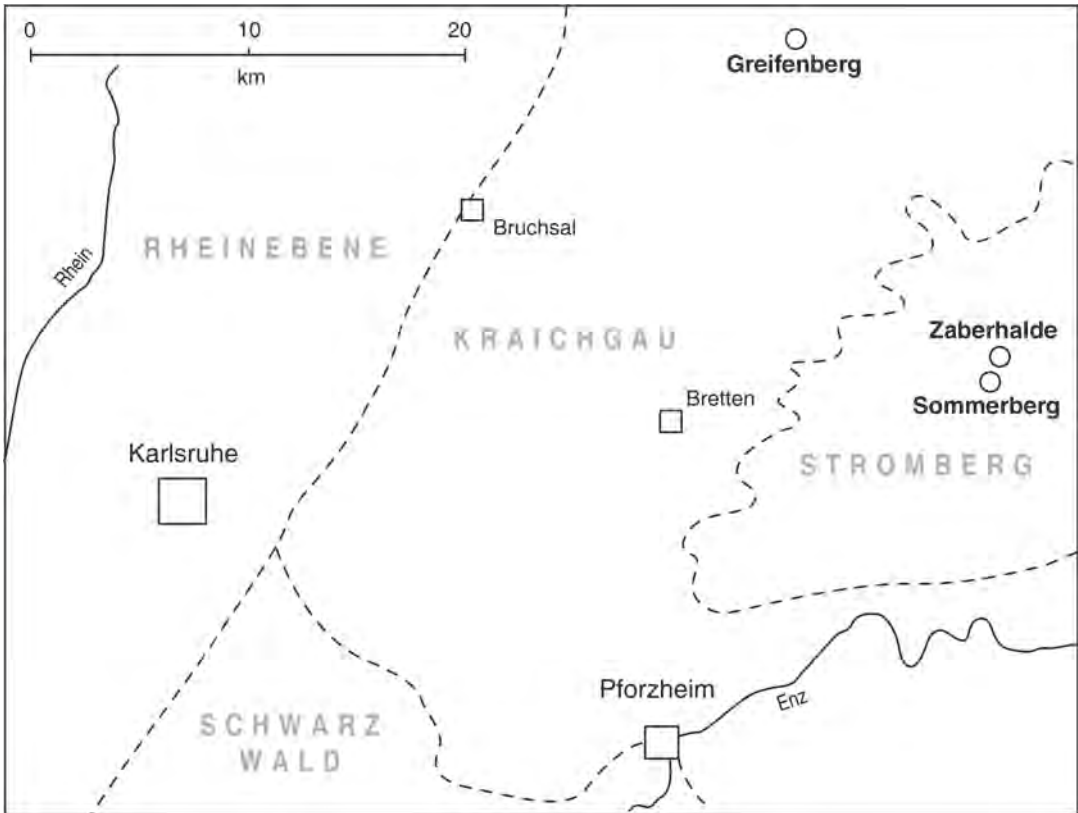 0 10 20
km
Greifenberg
Bruchsal
RHEINEBENE
Rhein
KRAICHGAU
Zaberhalde
Bretten
Sommerberg
Karlsruhe
STROMBERG
Pforzheim
Enz
SCHWARZ
WALD